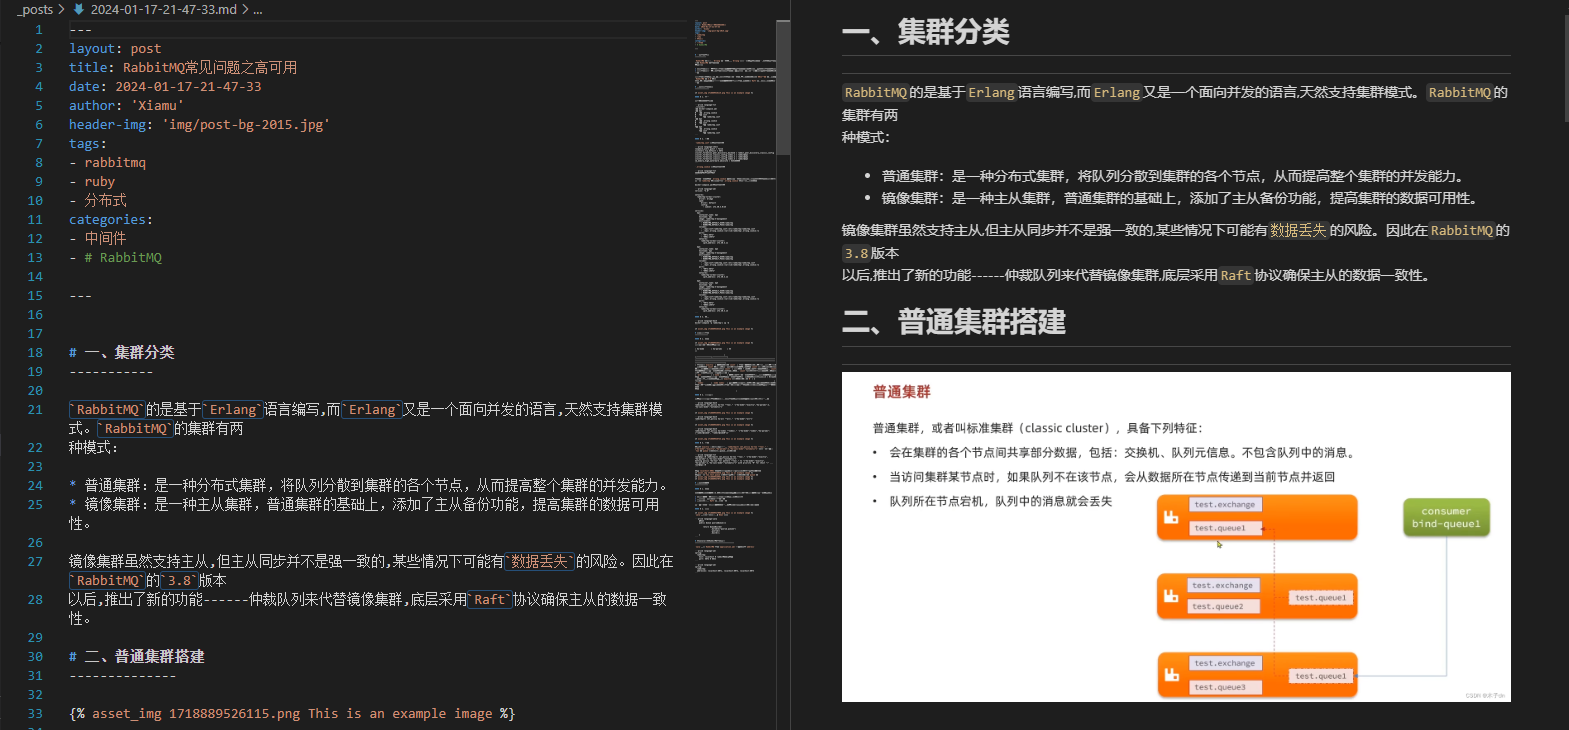 _posts > 2024-01-17-21-47-33.md > ...
1 ---
2 layout: post
3 title: RabbitMQ常见问题之高可用
4 date: 2024-01-17-21-47-33
5 author: 'Xiamu'
6 header-img: 'img/post-bg-2015.jpg'
7 tags:
8 - rabbitmq
9 - ruby
10 - 分布式
11 categories:
12 - 中间件
13 - # RabbitMQ
14
15 ---
16
17
18 # 一、集群分类
19 -----------
20
21 `RabbitMQ`的是基于`Erlang`语言编写,而`Erlang`又是一个面向并发的语言,天然支持集群模
式。`RabbitMQ`的集群有两
22 种模式：
23
24 * 普通集群：是一种分布式集群，将队列分散到集群的各个节点，从而提高整个集群的并发能力。
25 * 镜像集群：是一种主从集群，普通集群的基础上，添加了主从备份功能，提高集群的数据可用
性。
26
27 镜像集群虽然支持主从,但主从同步并不是强一致的,某些情况下可能有`数据丢失`的风险。因此在
`RabbitMQ`的`3.8`版本
28 以后,推出了新的功能------仲裁队列来代替镜像集群,底层采用`Raft`协议确保主从的数据一致
性。
29
30 # 二、普通集群搭建
31 --------------
32
33 {% asset_img 1718889526115.png This is an example image %}
一、集群分类
RabbitMQ的是基于Erlang语言编写,而Erlang又是一个面向并发的语言,天然支持集群模式。RabbitMQ的
集群有两
种模式：
• 普通集群：是一种分布式集群，将队列分散到集群的各个节点，从而提高整个集群的并发能力。
• 镜像集群：是一种主从集群，普通集群的基础上，添加了主从备份功能，提高集群的数据可用性。
镜像集群虽然支持主从,但主从同步并不是强一致的,某些情况下可能有数据丢失的风险。因此在RabbitMQ的
3.8版本
以后,推出了新的功能------仲裁队列来代替镜像集群,底层采用Raft协议确保主从的数据一致性。
二、普通集群搭建
普通集群
普通集群，或者叫标准集群（classic cluster），具备下列特征：
• 会在集群的各个节点间共享部分数据，包括：交换机、队列元信息。不包含队列中的消息。
• 当访问集群某节点时，如果队列不在该节点，会从数据所在节点传递到当前节点并返回
• 队列所在节点宕机，队列中的消息就会丢失
test.exchange
test.queue1
consumer
bind-queue1
test.exchange
test.queue2
test.queue1
test.exchange
test.queue3
test.queue1